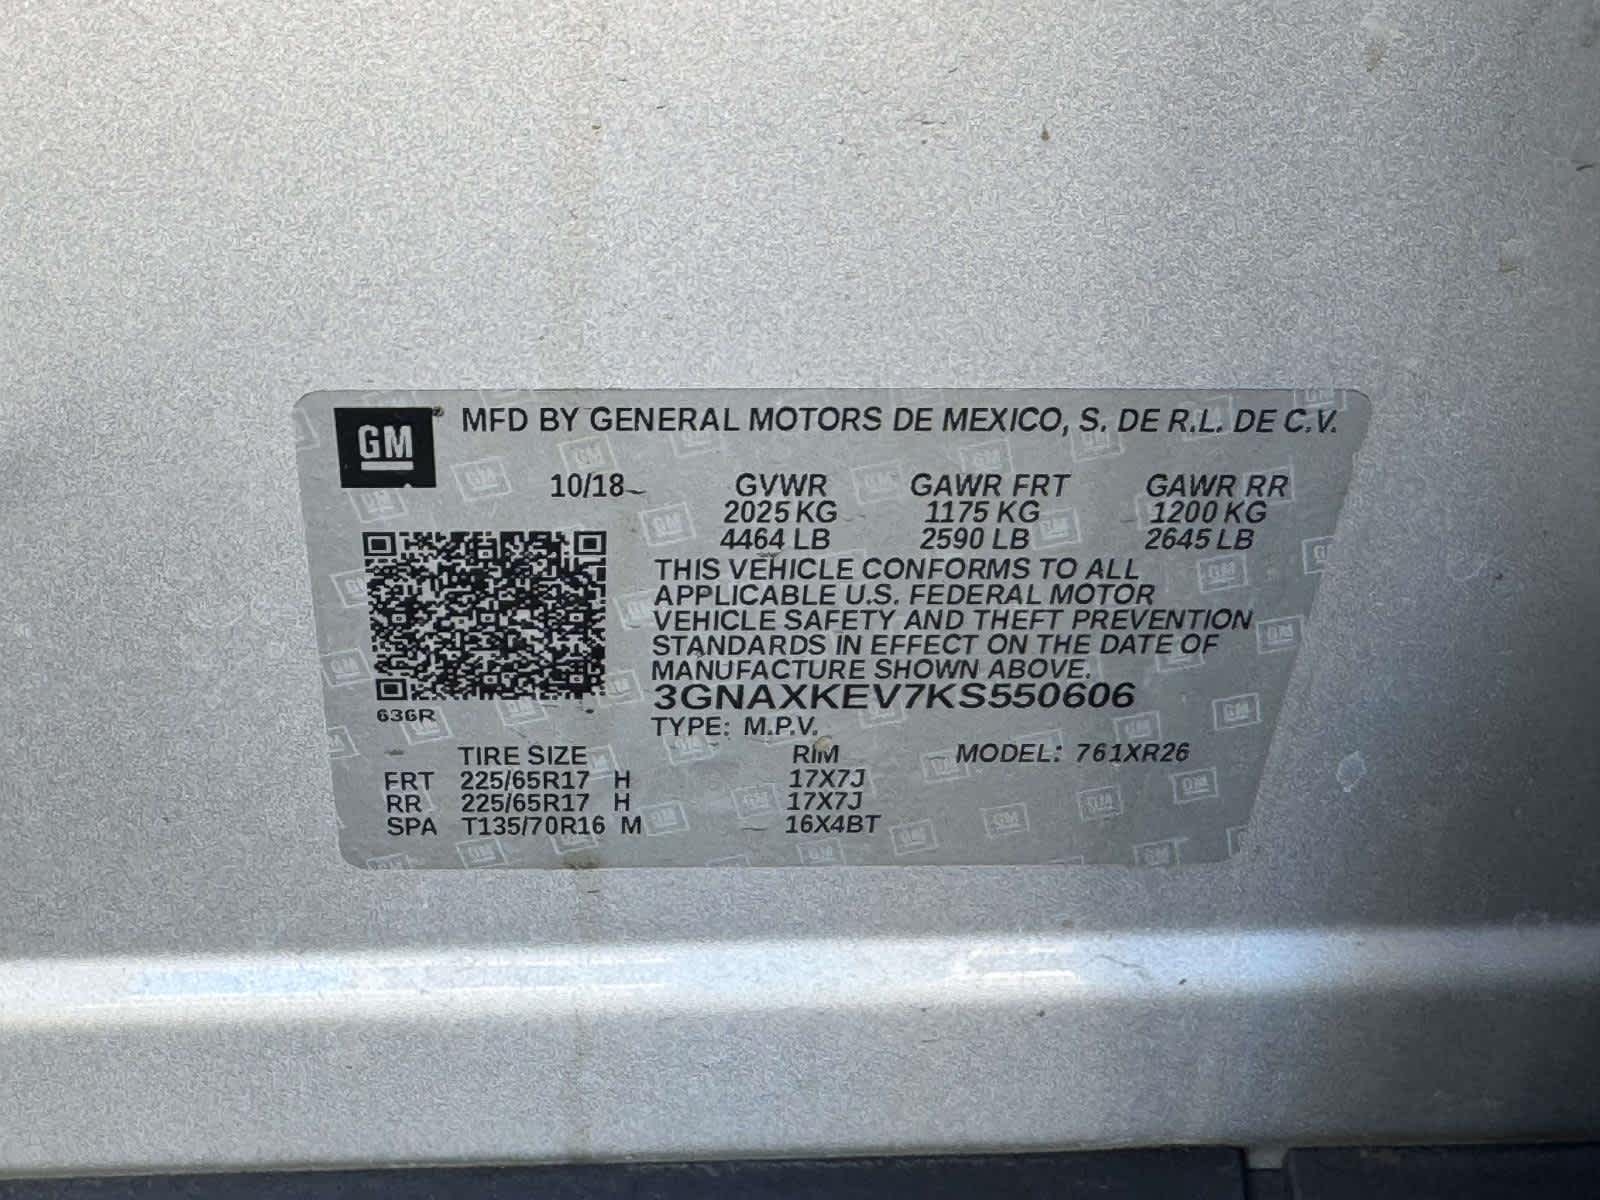 GM MFD BY GENERAL MOTORS DE MEXICO, S. DE R.L. DE C.V.
10/18 GVWR GAWR FRT GAWR RR
2025 KG 1175 KG 1200 KG
4464 LB 2590 LB 2645 LB
THIS VEHICLE CONFORMS TO ALL
APPLICABLE U.S. FEDERAL MOTOR
VEHICLE SAFETY AND THEFT PREVENTION
STANDARDS IN EFFECT ON THE DATE OF
MANUFACTURE SHOWN ABOVE.
3GNAXKEV7KS550606
636R
TYPE: M.P.V.
TIRE SIZE RIM MODEL: 761XR26
FRT 225/65R17 H 17X7J
RR 225/65R17 H 17X7J
SPA T135/70R16 M 16X4BT